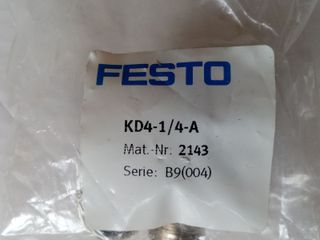 FESTO
KD4-1/4-A
Mat.-Nr: 2143
Serie: B9(004)